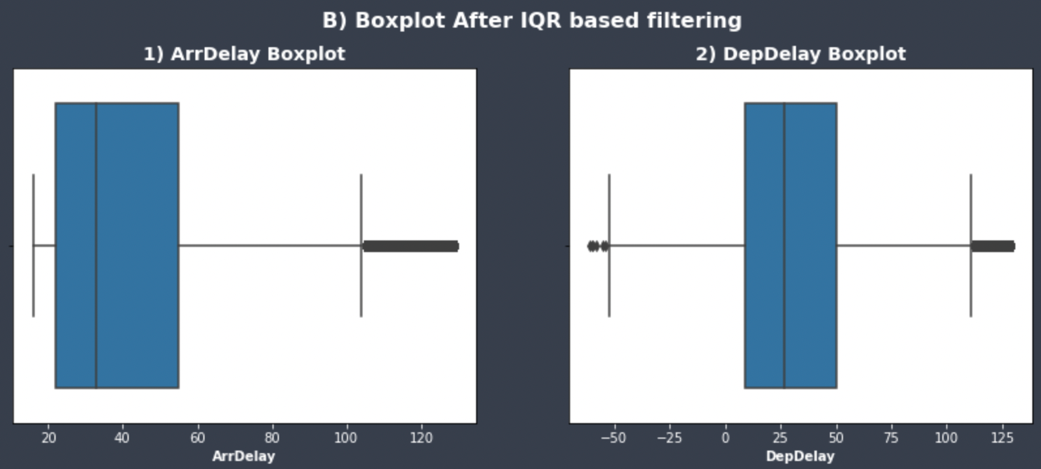 B) Boxplot After IQR based filtering
1) ArrDelay Boxplot
2) DepDelay Boxplot
20 40 60 80 100 120
−50 −25 0 25 50 75 100 125
ArrDelay
DepDelay